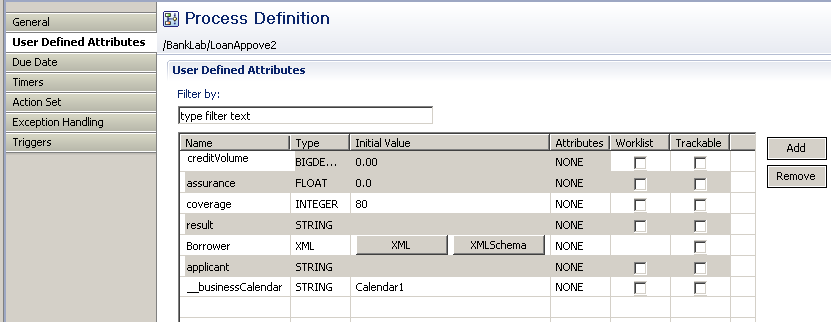 General
User Defined Attributes
Due Date
Timers
Action Set
Exception Handling
Triggers
Process Definition
/BankLab/LoanAppove2
User Defined Attributes
Filter by:
type filter text
Name Type Initial Value Attributes Worklist Trackable
creditVolume BIGDE... 0.00 NONE
assurance FLOAT 0.0 NONE
coverage INTEGER 80 NONE
result STRING NONE
Borrower XML XML XMLSchema NONE
applicant STRING NONE
__businessCalendar STRING Calendar1 NONE
Add
Remove